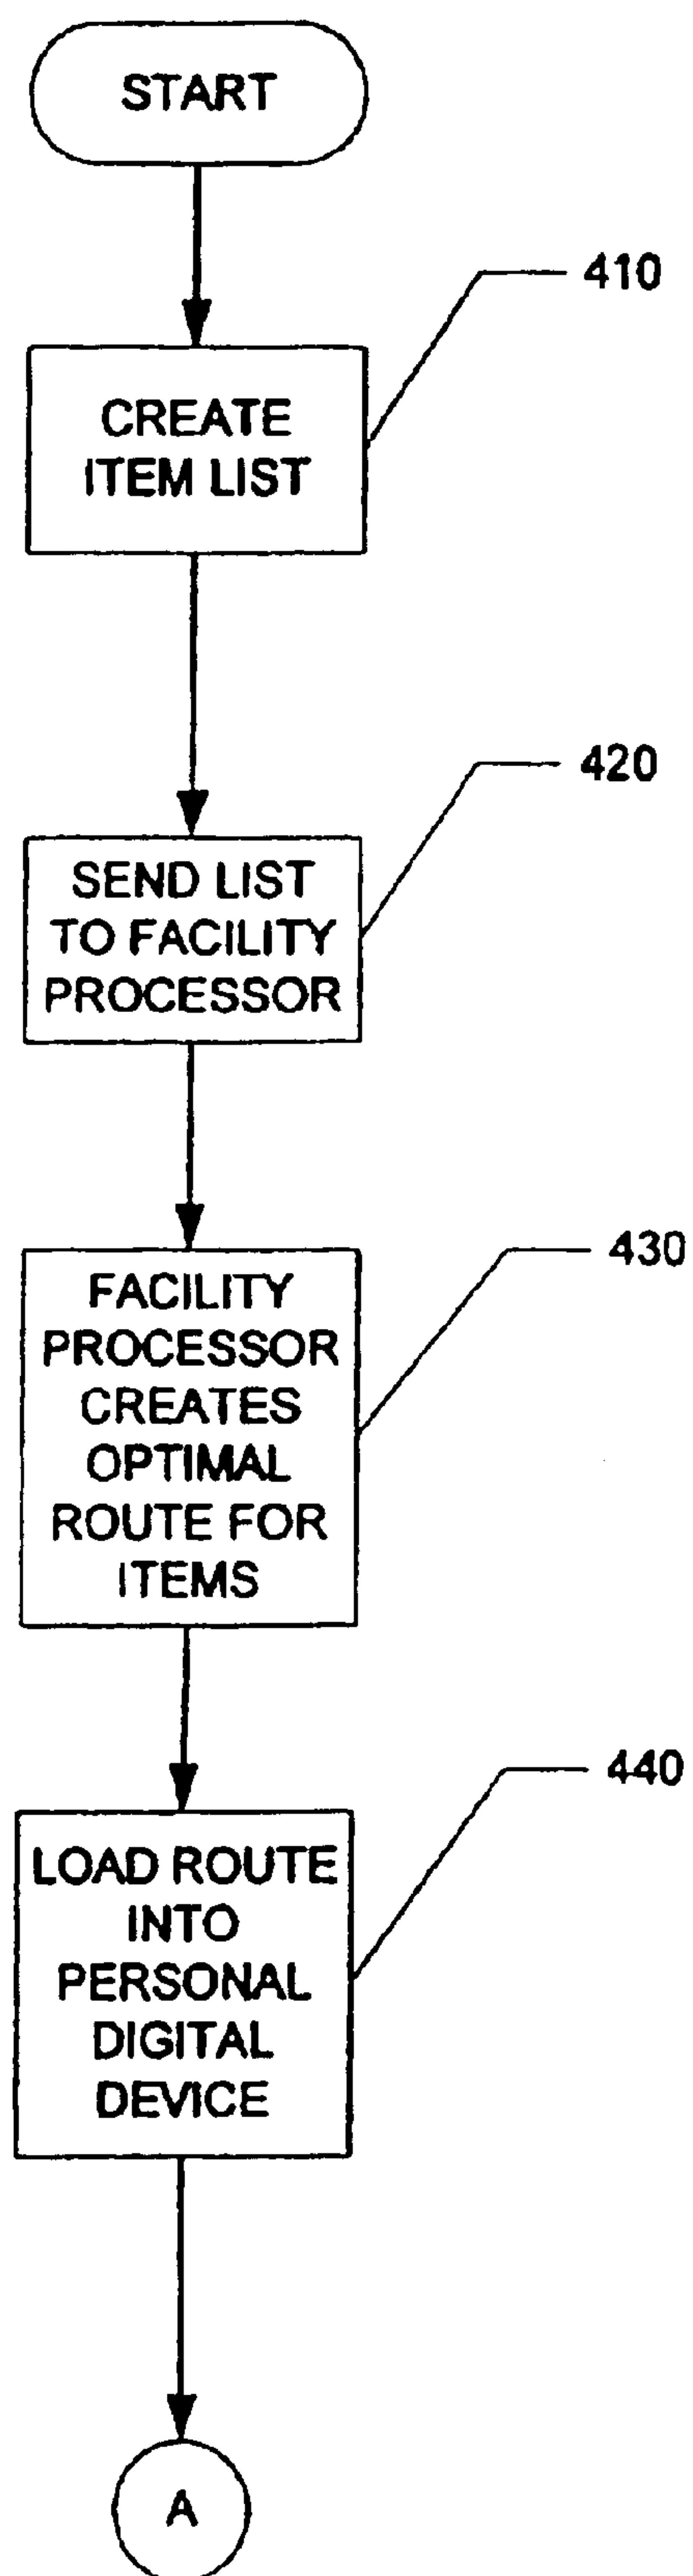 START
410
CREATE
ITEM LIST
420
SEND LIST
TO FACILITY
PROCESSOR
430
FACILITY
PROCESSOR
CREATES
OPTIMAL
ROUTE FOR
ITEMS
440
LOAD ROUTE
INTO
PERSONAL
DIGITAL
DEVICE
A